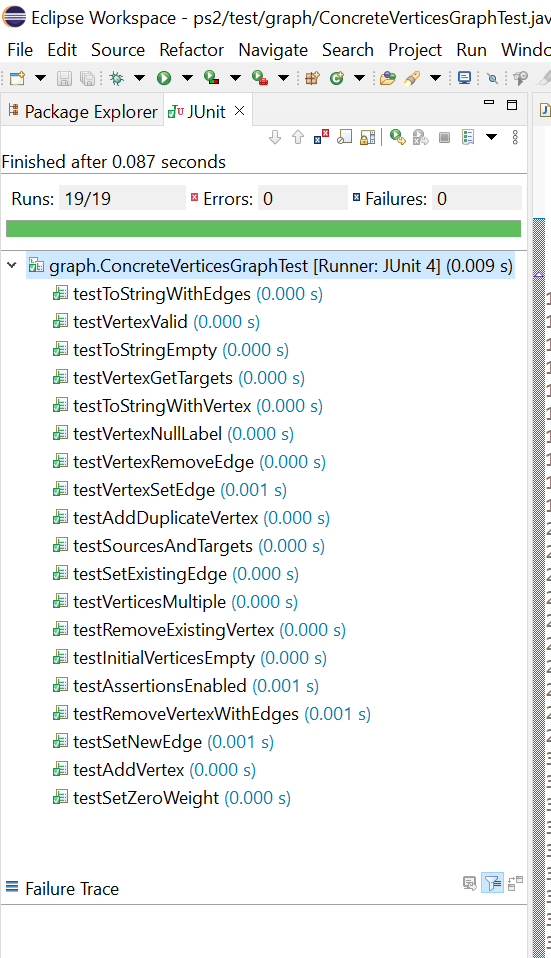 Eclipse Workspace - ps2/test/graph/ConcreteVerticesGraphTest.jav
File Edit Source Refactor Navigate Search Project Run Windo
Package Explorer JUnit
Finished after 0.087 seconds
Runs: 19/19 Errors: 0 Failures: 0
graph.ConcreteVerticesGraphTest [Runner: JUnit 4] (0.009 s)
testToStringWithEdges (0.000 s)
testVertexValid (0.000 s)
testToStringEmpty (0.000 s)
testVertexGetTargets (0.000 s)
testToStringWithVertex (0.000 s)
testVertexNullLabel (0.000 s)
testVertexRemoveEdge (0.000 s)
testVertexSetEdge (0.001 s)
testAddDuplicateVertex (0.000 s)
testSourcesAndTargets (0.000 s)
testSetExistingEdge (0.000 s)
testVerticesMultiple (0.000 s)
testRemoveExistingVertex (0.000 s)
testInitialVerticesEmpty (0.000 s)
testAssertionsEnabled (0.001 s)
testRemoveVertexWithEdges (0.001 s)
testSetNewEdge (0.001 s)
testAddVertex (0.000 s)
testSetZeroWeight (0.000 s)
Failure Trace